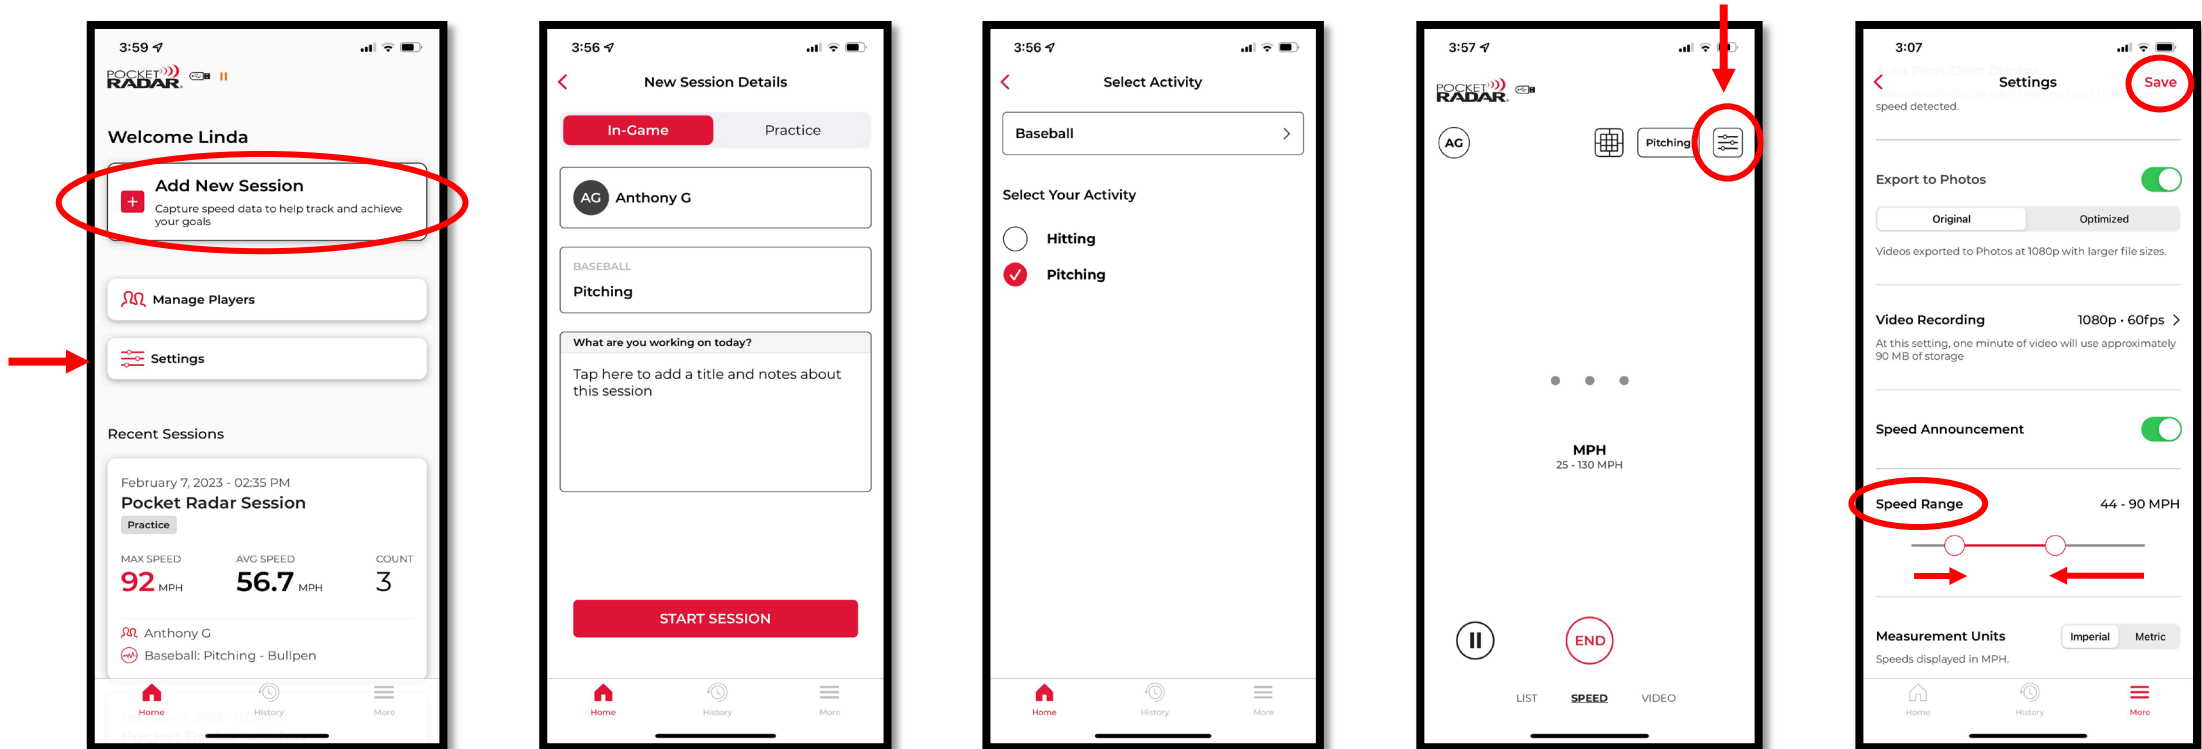 3:59
POCKET
RADAR
Welcome Linda
Add New Session
Capture speed data to help track and achieve
your goals
Manage Players
Settings
Recent Sessions
February 7, 2023 - 02:35 PM
Pocket Radar Session
Practice
MAX SPEED AVG SPEED COUNT
92 MPH 56.7 MPH 3
Anthony G
Baseball: Pitching - Bullpen
Home History More
3:56
New Session Details
In-Game Practice
AG Anthony G
BASEBALL
Pitching
What are you working on today?
Tap here to add a title and notes about
this session
START SESSION
Home History More
3:56
Select Activity
Baseball
Select Your Activity
Hitting
Pitching
Home History More
3:57
POCKET
RADAR
AG Pitching
MPH
25 - 130 MPH
END
LIST SPEED VIDEO
3:07
Settings Save
speed detected.
Export to Photos
Original Optimized
Videos exported to Photos at 1080p with larger file sizes.
Video Recording 1080p • 60fps
At this setting, one minute of video will use approximately
90 MB of storage
Speed Announcement
Speed Range 44 - 90 MPH
Measurement Units Imperial Metric
Speeds displayed in MPH.
Home History More